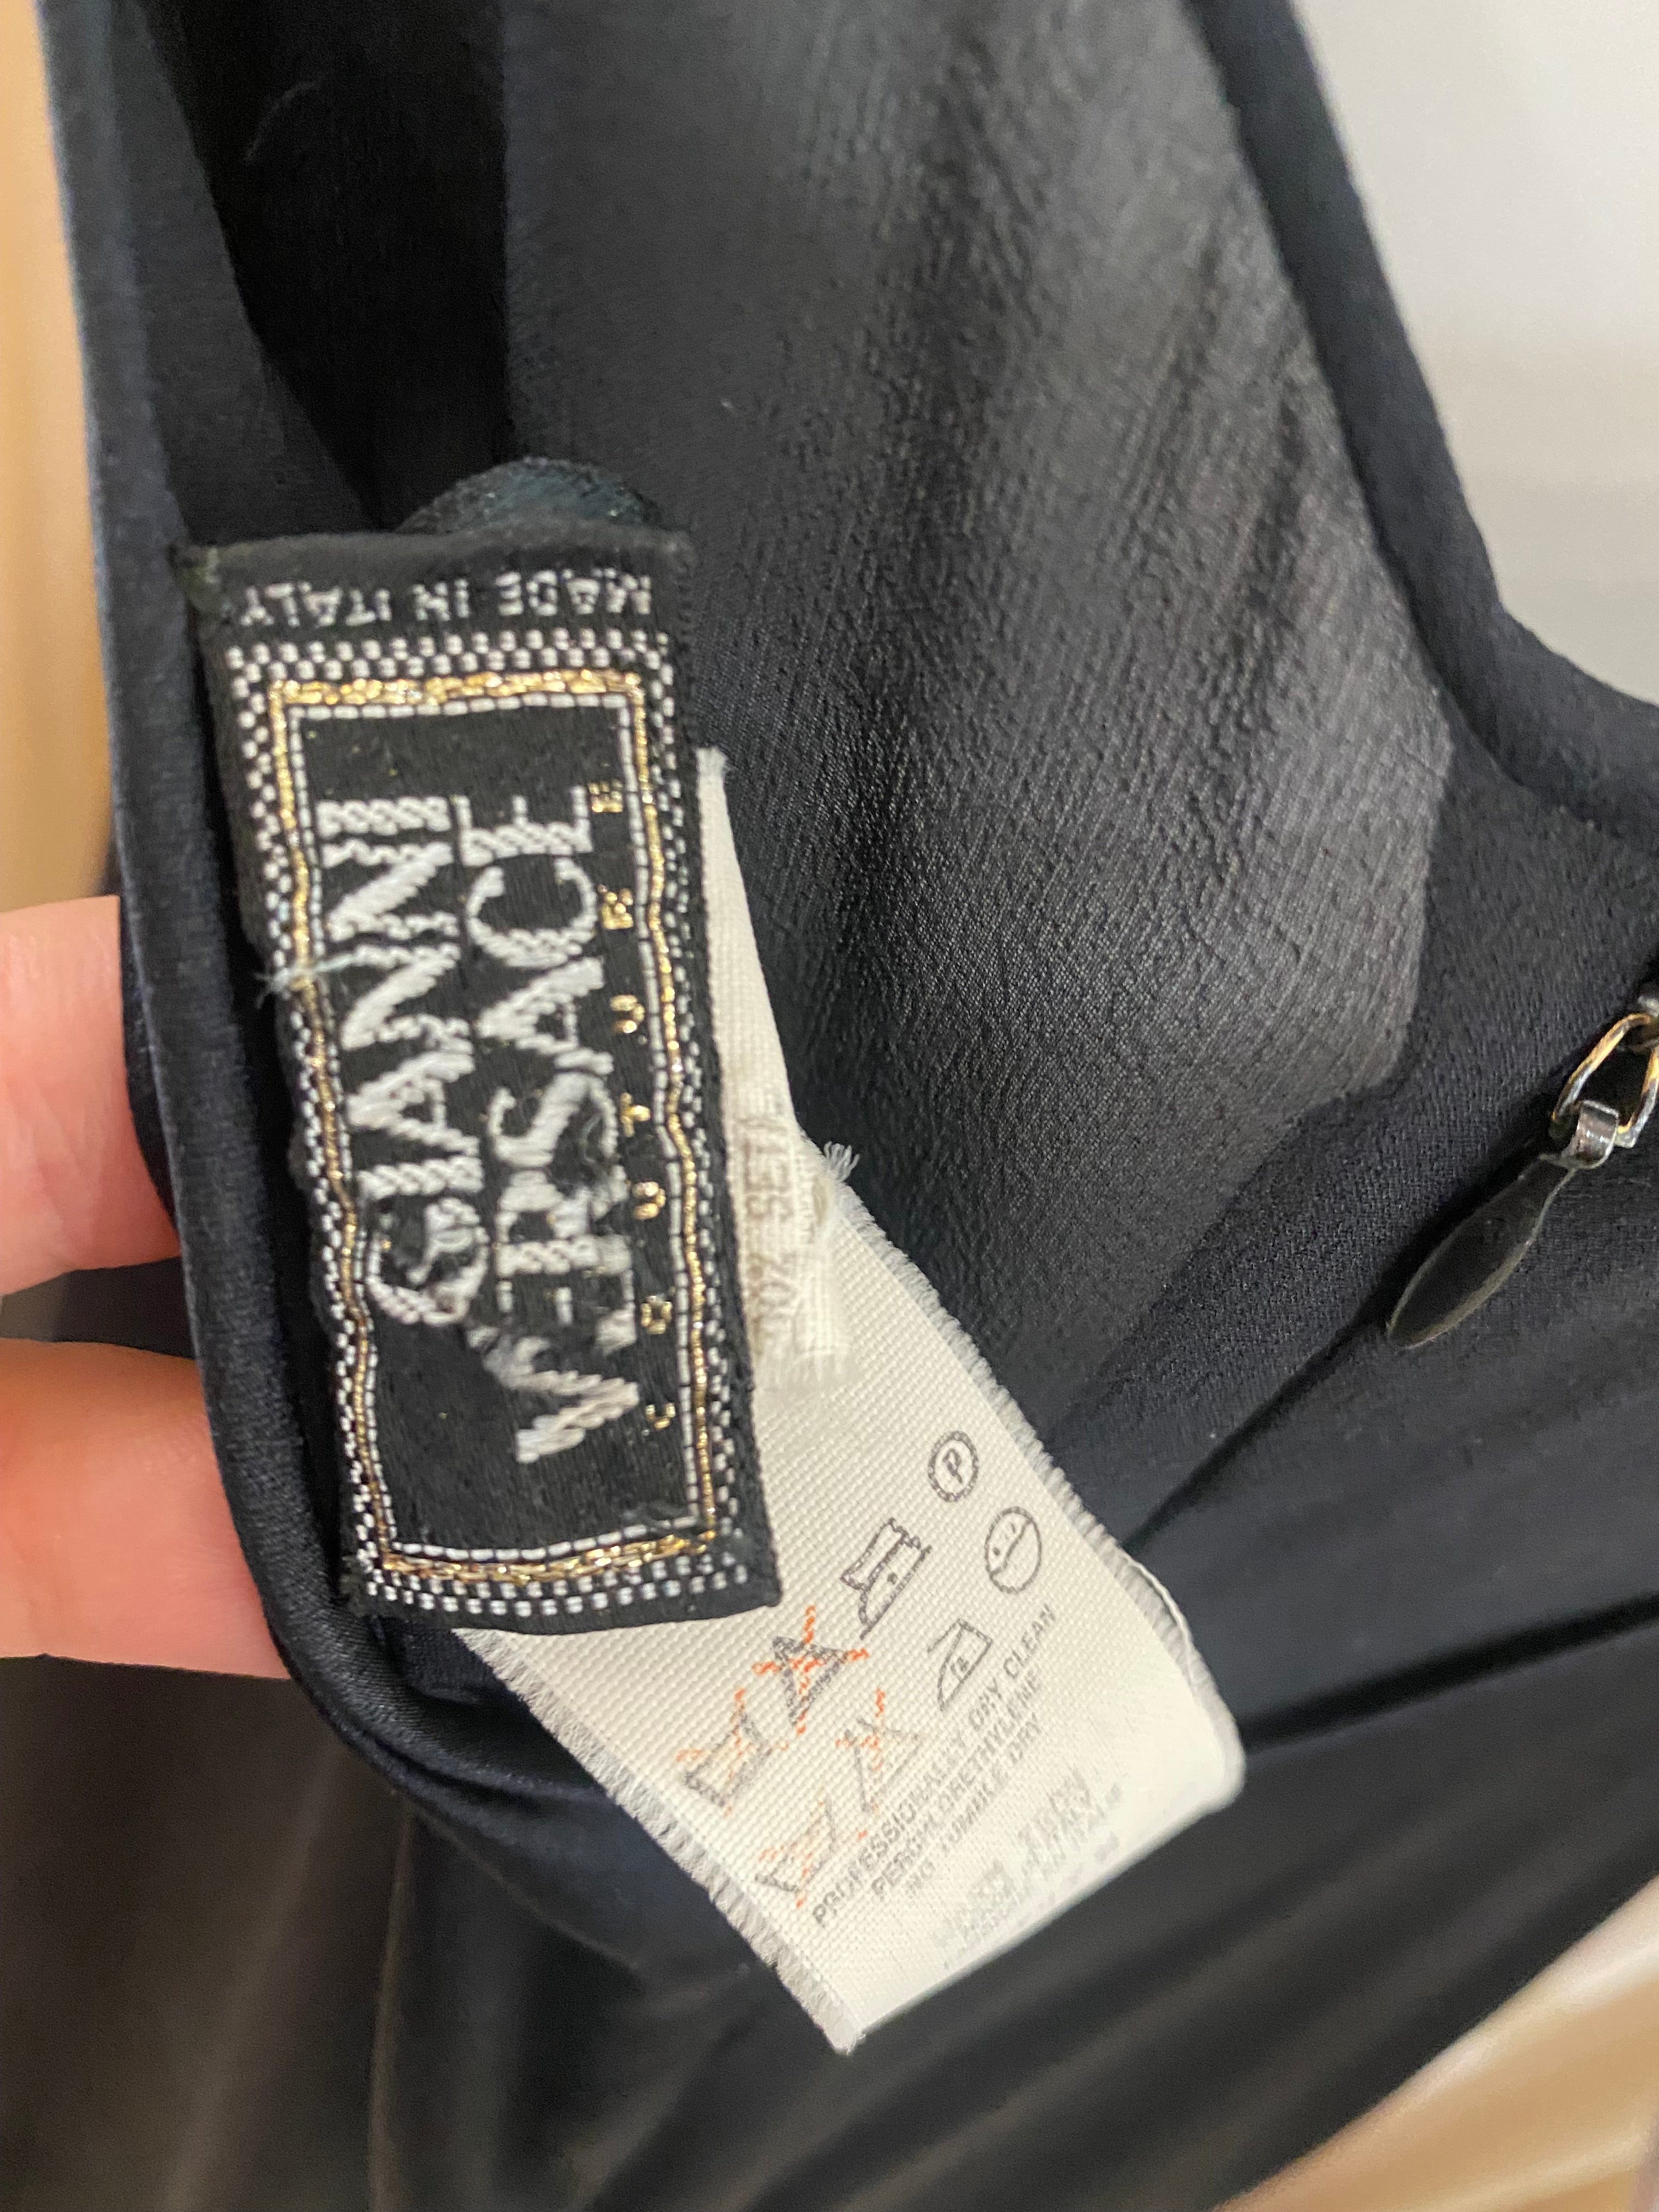 MADE IN ITALY
GIANNI
VERSACE
COUTURE
P
PROFESSIONALLY DRY CLEAN
PERCHLORETHYLENE
NO TUMBLE DRY